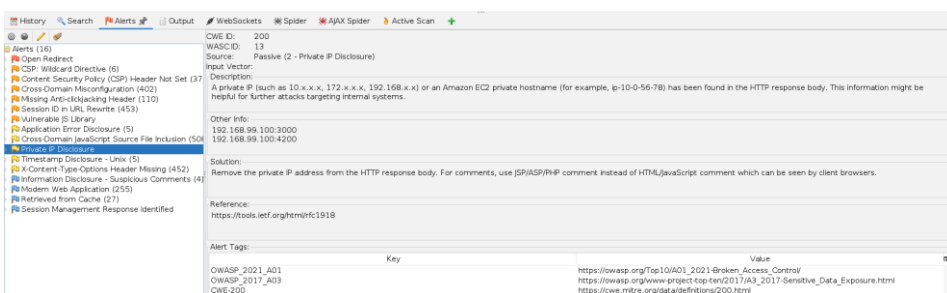 History Search Alerts Output WebSockets Spider AJAX Spider Active Scan
Alerts (16)
Open Redirect
CSP: Wildcard Directive (6)
Content Security Policy (CSP) Header Not Set (37
Cross-Domain Misconfiguration (402)
Missing Anti-clickjacking Header (110)
Session ID in URL Rewrite (453)
Vulnerable JS Library
Application Error Disclosure (5)
Cross-Domain JavaScript Source File Inclusion (50
Private IP Disclosure
Timestamp Disclosure - Unix (5)
X-Content-Type-Options Header Missing (452)
Information Disclosure - Suspicious Comments (4
Modern Web Application (255)
Retrieved from Cache (27)
Session Management Response Identified
CWE ID: 200
WASC ID: 13
Source: Passive (2 - Private IP Disclosure)
Input Vector:
Description:
A private IP (such as 10.x.x.x, 172.x.x.x, 192.168.x.x) or an Amazon EC2 private hostname (for example, ip-10-0-56-78) has been found in the HTTP response body. This information might be
helpful for further attacks targeting internal systems.
Other Info:
192.168.99.100:3000
192.168.99.100:4200
Solution:
Remove the private IP address from the HTTP response body. For comments, use JSP/ASP/PHP comment instead of HTML/JavaScript comment which can be seen by client browsers.
Reference:
https://tools.ietf.org/html/rfc1918
Alert Tags:
Key Value
OWASP_2021_A01 https://owasp.org/Top10/A01_2021-Broken_Access_Control/
OWASP_2017_A03 https://owasp.org/www-project-top-ten/2017/A3_2017-Sensitive_Data_Exposure.html
CWE-200 https://cwe.mitre.org/data/definitions/200.html